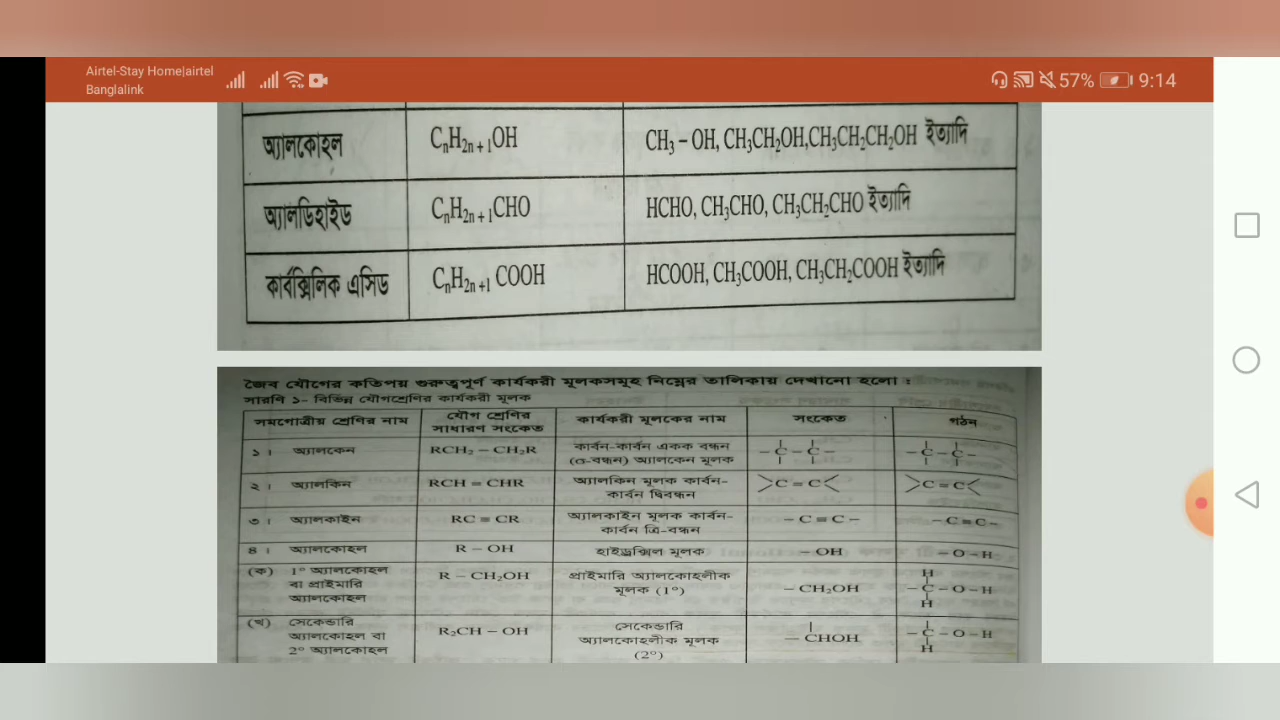 Airtel-Stay Home|airtel
Banglalink
57% 9:14
অ্যালকোহল CₙH₂ₙ₊₁OH CH₃ – OH, CH₃CH₂OH,CH₃CH₂CH₂OH ইত্যাদি
অ্যালডিহাইড CₙH₂ₙ₊₁CHO HCHO, CH₃CHO, CH₃CH₂CHO ইত্যাদি
কার্বক্সিলিক এসিড CₙH₂ₙ₊₁ COOH HCOOH, CH₃COOH, CH₃CH₂COOH ইত্যাদি
জৈব যৌগের কতিপয় গুরুত্বপূর্ণ কার্যকরী মূলকসমূহ নিম্নের তালিকায় দেখানো হলো :
সারণি ১- বিভিন্ন যৌগশ্রেণির কার্যকরী মূলক
সমগোত্রীয় শ্রেণির নাম যৌগ শ্রেণির সাধারণ সংকেত কার্যকরী মূলকের নাম সংকেত গঠন
১। অ্যালকেন RCH₂ – CH₂R কার্বন-কার্বন একক বন্ধন (σ-বন্ধন) অ্যালকেন মূলক – C – C – – C – C –
২। অ্যালকিন RCH = CHR অ্যালকিন মূলক কার্বন-কার্বন দ্বিবন্ধন >C = C< >C = C<
৩। অ্যালকাইন RC ≡ CR অ্যালকাইন মূলক কার্বন-কার্বন ত্রি-বন্ধন – C ≡ C – – C ≡ C –
৪। অ্যালকোহল R – OH হাইড্রক্সিল মূলক – OH – O – H
(ক) 1° অ্যালকোহল বা প্রাইমারি অ্যালকোহল R – CH₂OH প্রাইমারি অ্যালকোহলীক মূলক (1°) – CH₂OH H – C – O – H H
(খ) সেকেন্ডারি অ্যালকোহল বা 2° অ্যালকোহল R₂CH – OH সেকেন্ডারি অ্যালকোহলীক মূলক (2°) – CHOH – C – O – H H